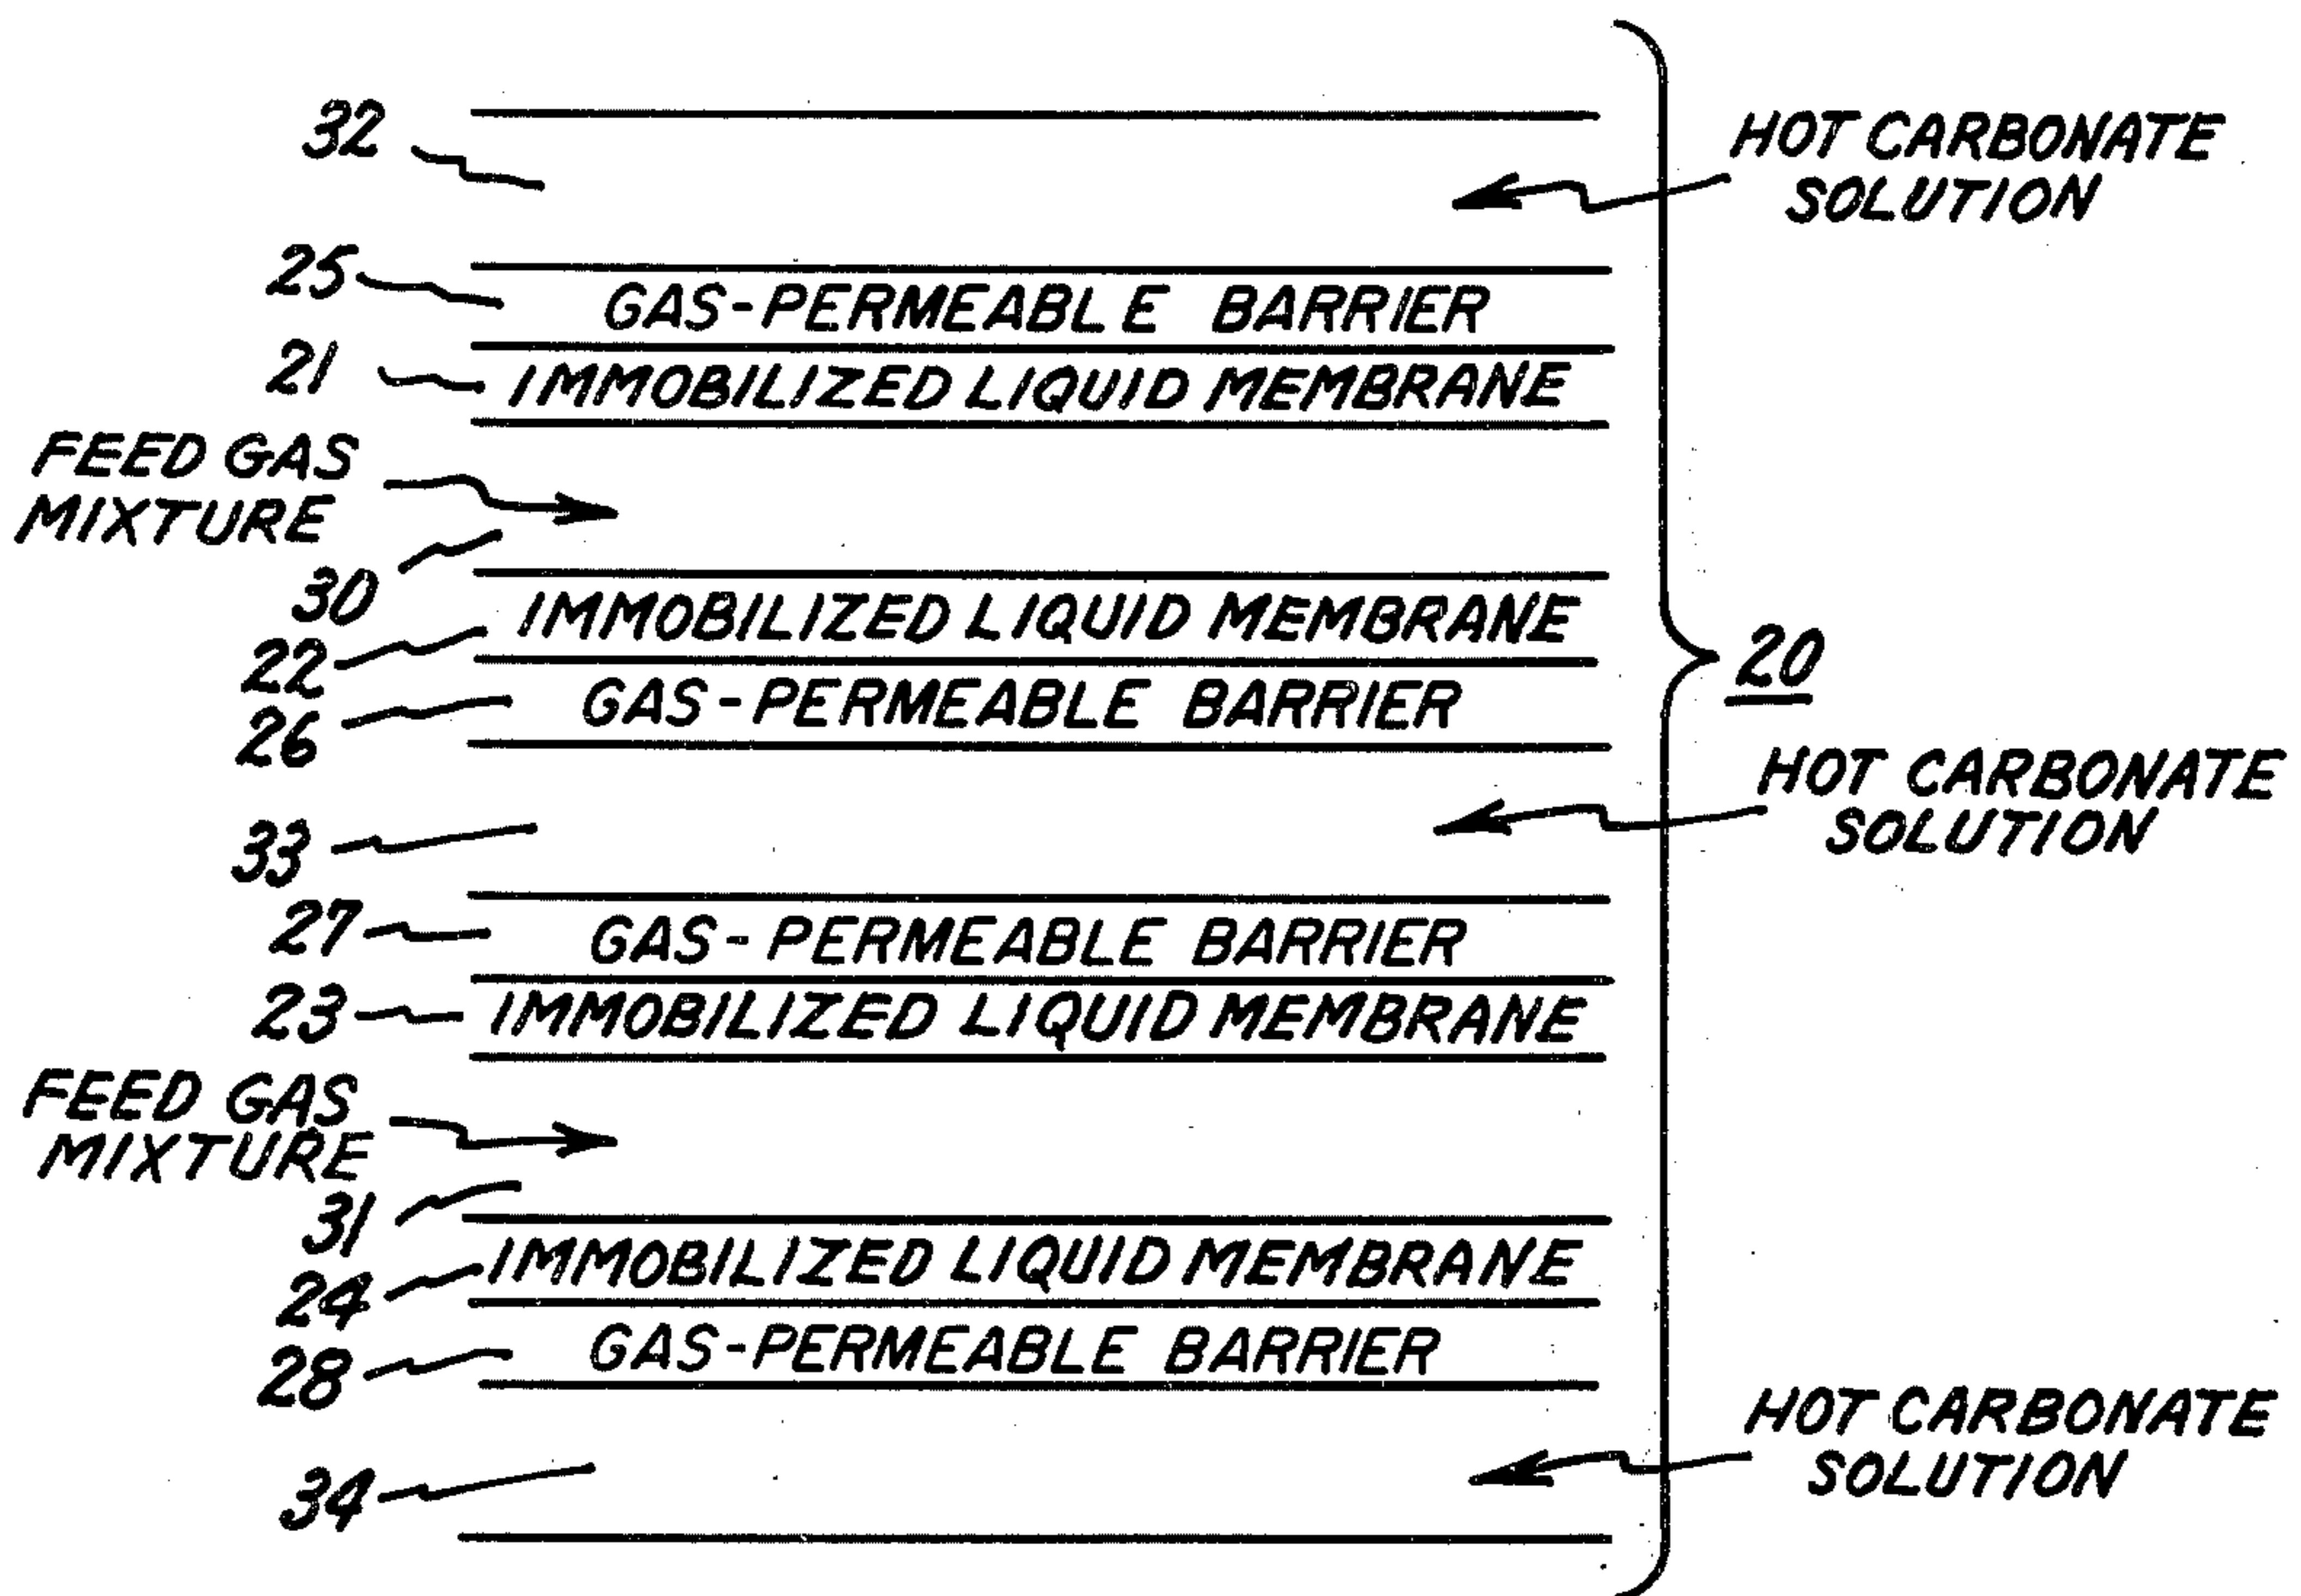 32
HOT CARBONATE
SOLUTION
25
GAS-PERMEABLE BARRIER
21
IMMOBILIZED LIQUID MEMBRANE
FEED GAS
MIXTURE
30
22
IMMOBILIZED LIQUID MEMBRANE
20
26
GAS-PERMEABLE BARRIER
HOT CARBONATE
SOLUTION
33
27
GAS-PERMEABLE BARRIER
23
IMMOBILIZED LIQUID MEMBRANE
FEED GAS
MIXTURE
31
24
IMMOBILIZED LIQUID MEMBRANE
28
GAS-PERMEABLE BARRIER
HOT CARBONATE
SOLUTION
34